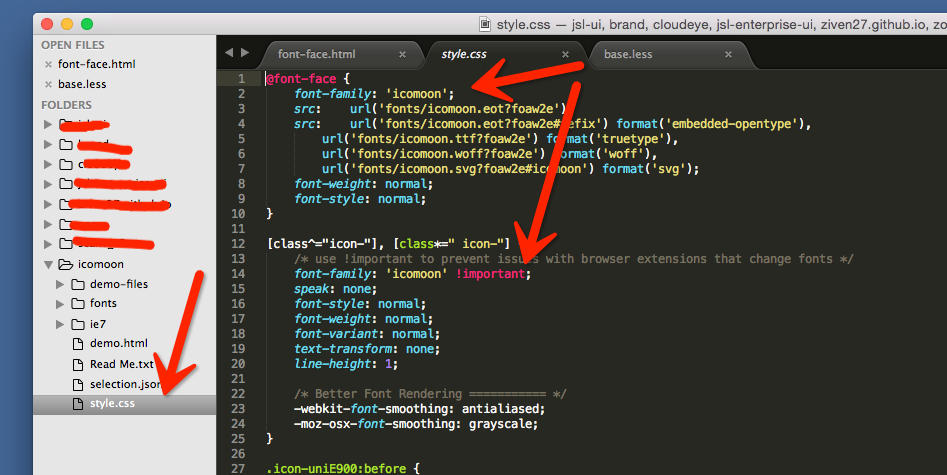 style.css — jsl-ui, brand, cloudeye, jsl-enterprise-ui, ziven27.github.io, zo
OPEN FILES
font-face.html
base.less
FOLDERS
icomoon
demo-files
fonts
ie7
demo.html
Read Me.txt
selection.json
style.css
font-face.html
style.css
base.less
1 @font-face {
2 font-family: 'icomoon';
3 src: url('fonts/icomoon.eot?foaw2e')
4 src: url('fonts/icomoon.eot?foaw2e#iefix') format('embedded-opentype'),
5 url('fonts/icomoon.ttf?foaw2e') format('truetype'),
6 url('fonts/icomoon.woff?foaw2e') format('woff'),
7 url('fonts/icomoon.svg?foaw2e#icomoon') format('svg');
8 font-weight: normal;
9 font-style: normal;
10 }
11
12 [class^="icon-"], [class*=" icon-"]
13 /* use !important to prevent issues with browser extensions that change fonts */
14 font-family: 'icomoon' !important;
15 speak: none;
16 font-style: normal;
17 font-weight: normal;
18 font-variant: normal;
19 text-transform: none;
20 line-height: 1;
21
22 /* Better Font Rendering =========== */
23 -webkit-font-smoothing: antialiased;
24 -moz-osx-font-smoothing: grayscale;
25 }
26
27 .icon-uniE900:before {